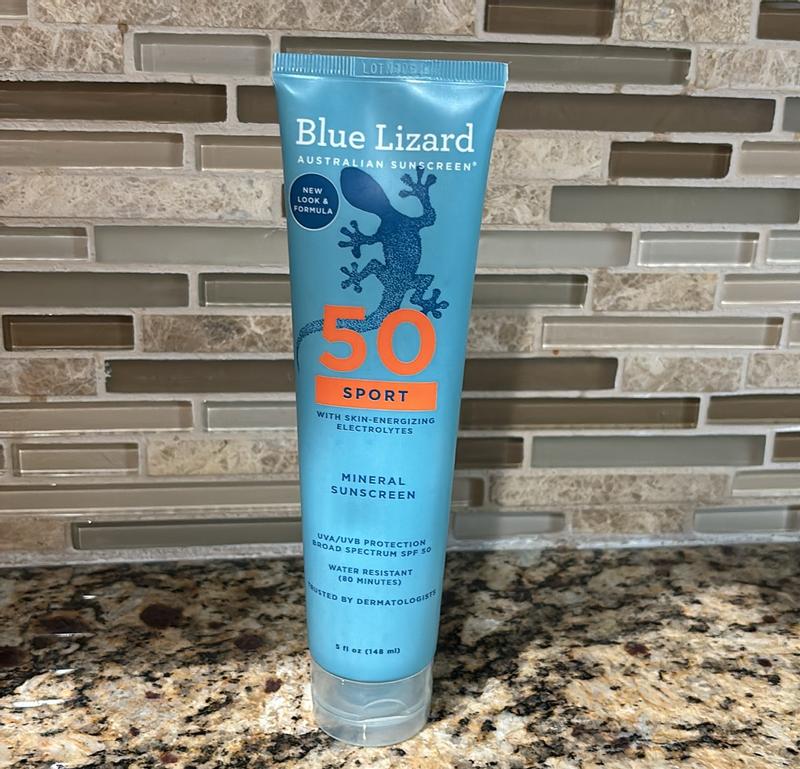 Blue Lizard
AUSTRALIAN SUNSCREEN®
NEW
LOOK &
FORMULA
50
SPORT
WITH SKIN-ENERGIZING
ELECTROLYTES
MINERAL
SUNSCREEN
UVA/UVB PROTECTION
BROAD SPECTRUM SPF 50
WATER RESISTANT
(80 MINUTES)
TRUSTED BY DERMATOLOGISTS
5 fl oz (148 ml)